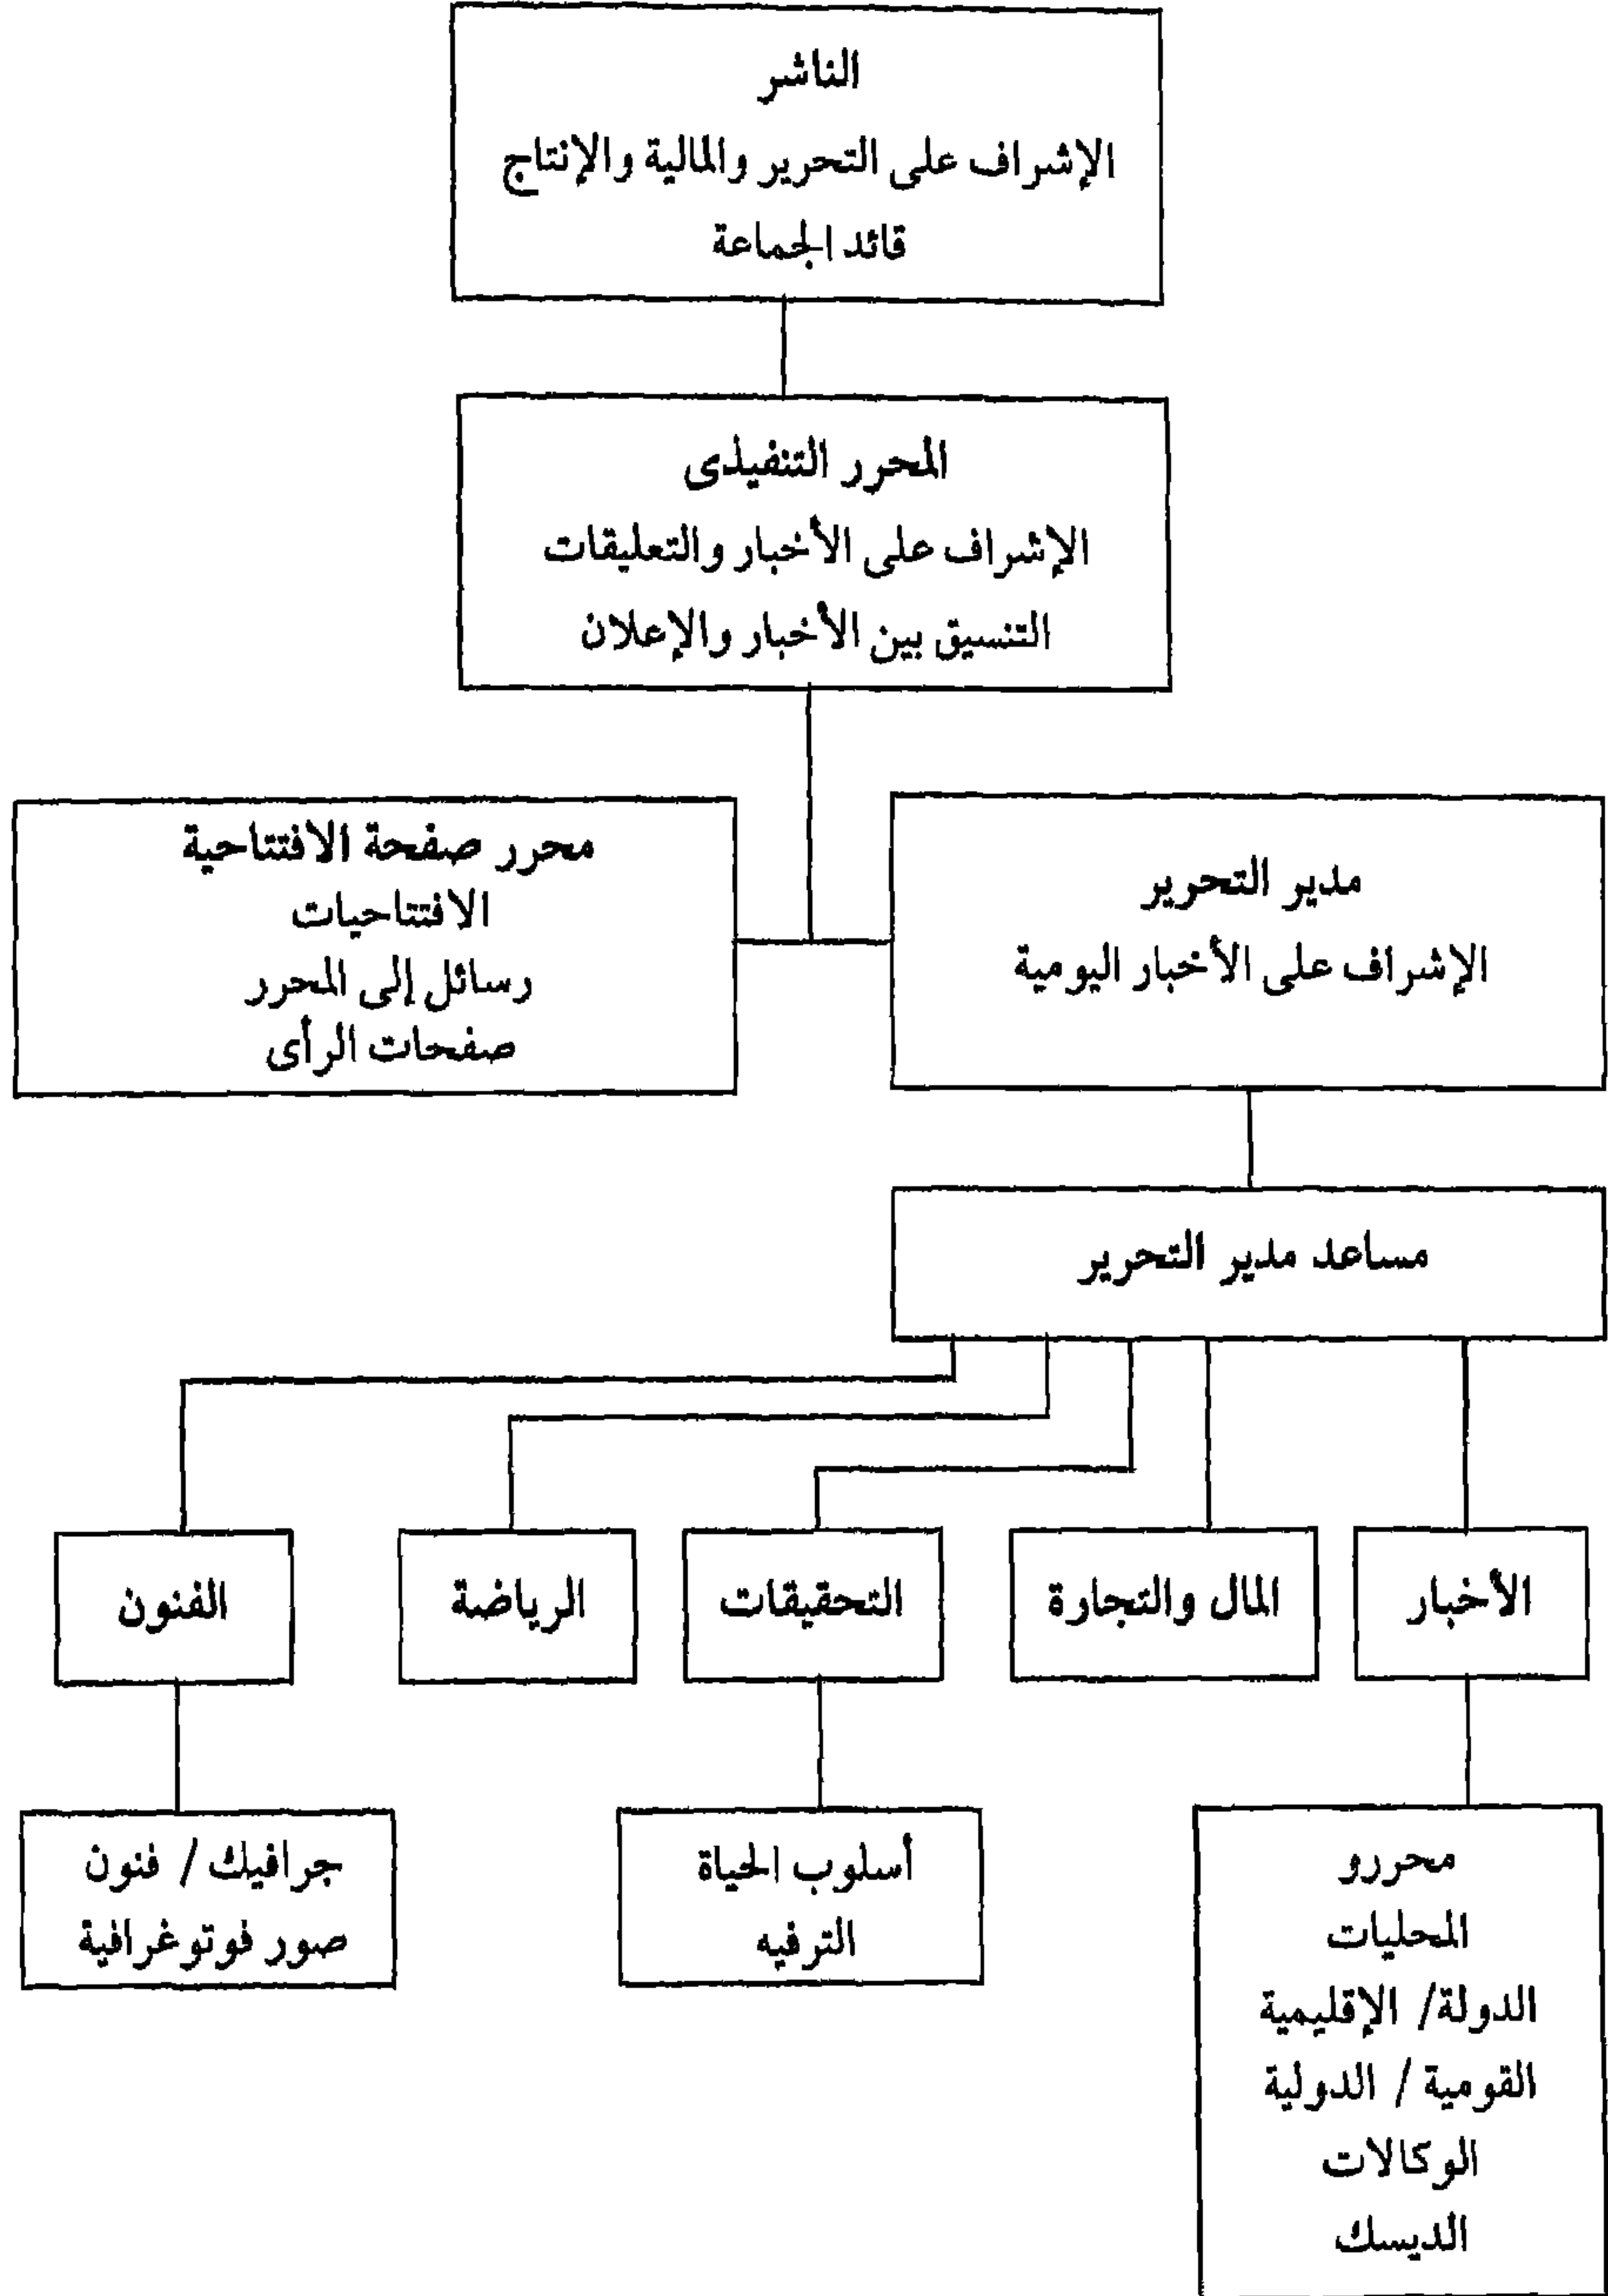 الناشر
الإشراف على التحرير والمالية والإنتاج
قائد الجماعة
المحرر التنفيذى
الإشراف على الأخبار والتعليقات
التنسيق بين الأخبار والإعلان
مدير التحرير
الإشراف على الأخبار اليومية
محرر صفحة الافتتاحية
الافتتاحيات
رسائل إلى المحرر
صفحات الرأى
مساعد مدير التحرير
الأخبار
المال والتجارة
التحقيقات
الرياضة
الفنون
محررو
المحليات
الدولة/ الإقليمية
القومية / الدولية
الوكالات
الديسك
أسلوب الحياة
الترفيه
جرافيك / فنون
صور فوتوغرافية